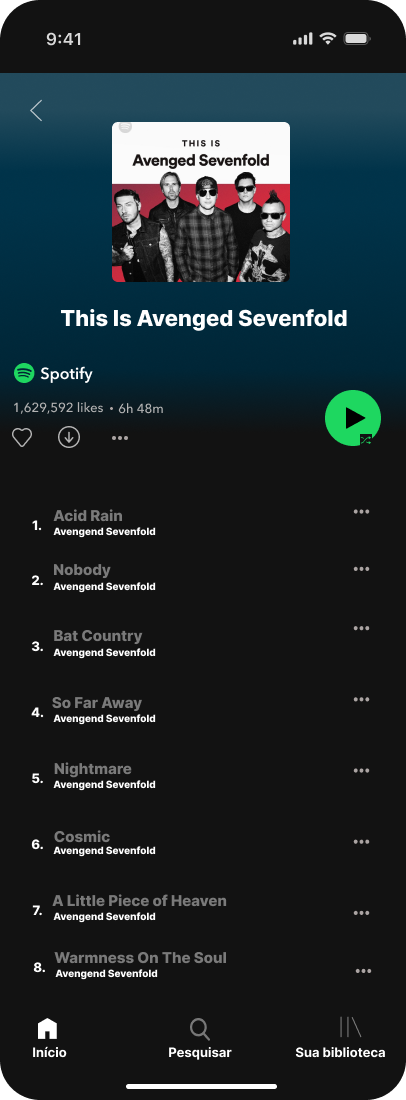 9:41
THIS IS
Avenged Sevenfold
This Is Avenged Sevenfold
Spotify
1,629,592 likes • 6h 48m
1. Acid Rain
Avengend Sevenfold
2. Nobody
Avengend Sevenfold
3. Bat Country
Avengend Sevenfold
4. So Far Away
Avengend Sevenfold
5. Nightmare
Avengend Sevenfold
6. Cosmic
Avengend Sevenfold
7. A Little Piece of Heaven
Avengend Sevenfold
8. Warmness On The Soul
Avengend Sevenfold
Início Pesquisar Sua biblioteca